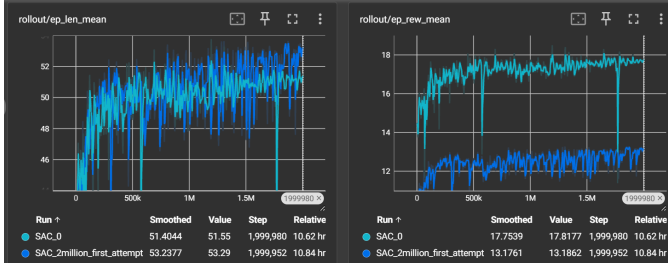 rollout/ep_len_mean
52
50
48
46
0
500k
1M
1.5M
1999980 ×
Run ↑ Smoothed Value Step Relative
SAC_0 51.4044 51.55 1,999,980 10.62 hr
SAC_2million_first_attempt 53.2377 53.29 1,999,952 10.84 hr
rollout/ep_rew_mean
18
16
14
12
0
500k
1M
1.5M
1999980 ×
Run ↑ Smoothed Value Step Relative
SAC_0 17.7539 17.8177 1,999,980 10.62 hr
SAC_2million_first_attempt 13.1761 13.1862 1,999,952 10.84 hr